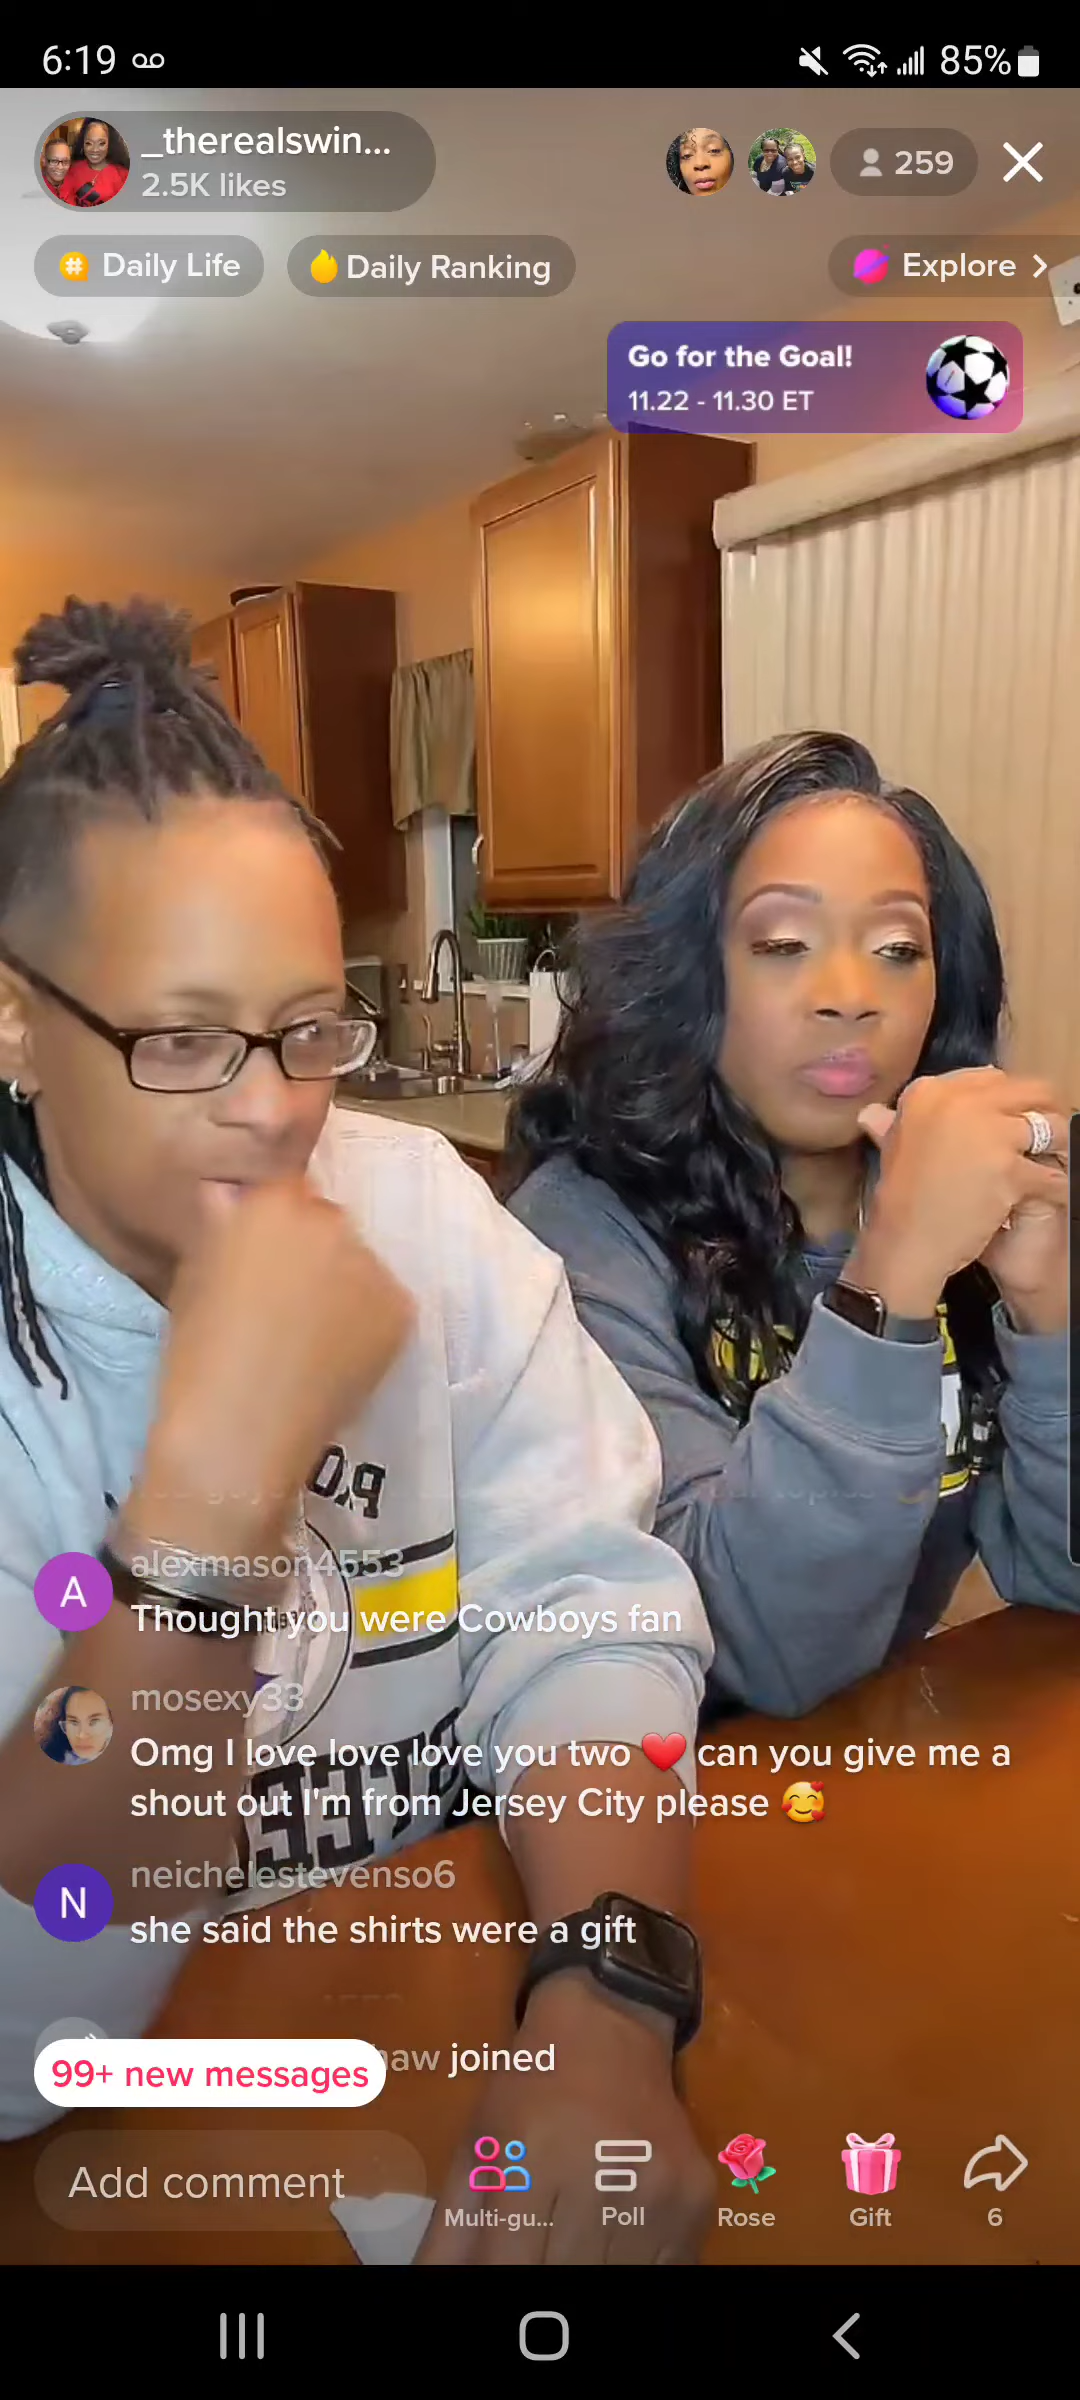 6:19
85%
_therealswin...
2.5K likes
259
Daily Life
Daily Ranking
Explore
Go for the Goal!
11.22 - 11.30 ET
alexmason4553
Thought you were Cowboys fan
mosexy33
Omg I love love love you two ❤️ can you give me a
shout out I'm from Jersey City please 🥰
neichelestevenso6
she said the shirts were a gift
haw joined
99+ new messages
Add comment
Multi-gu...
Poll
Rose
Gift
6
A
N